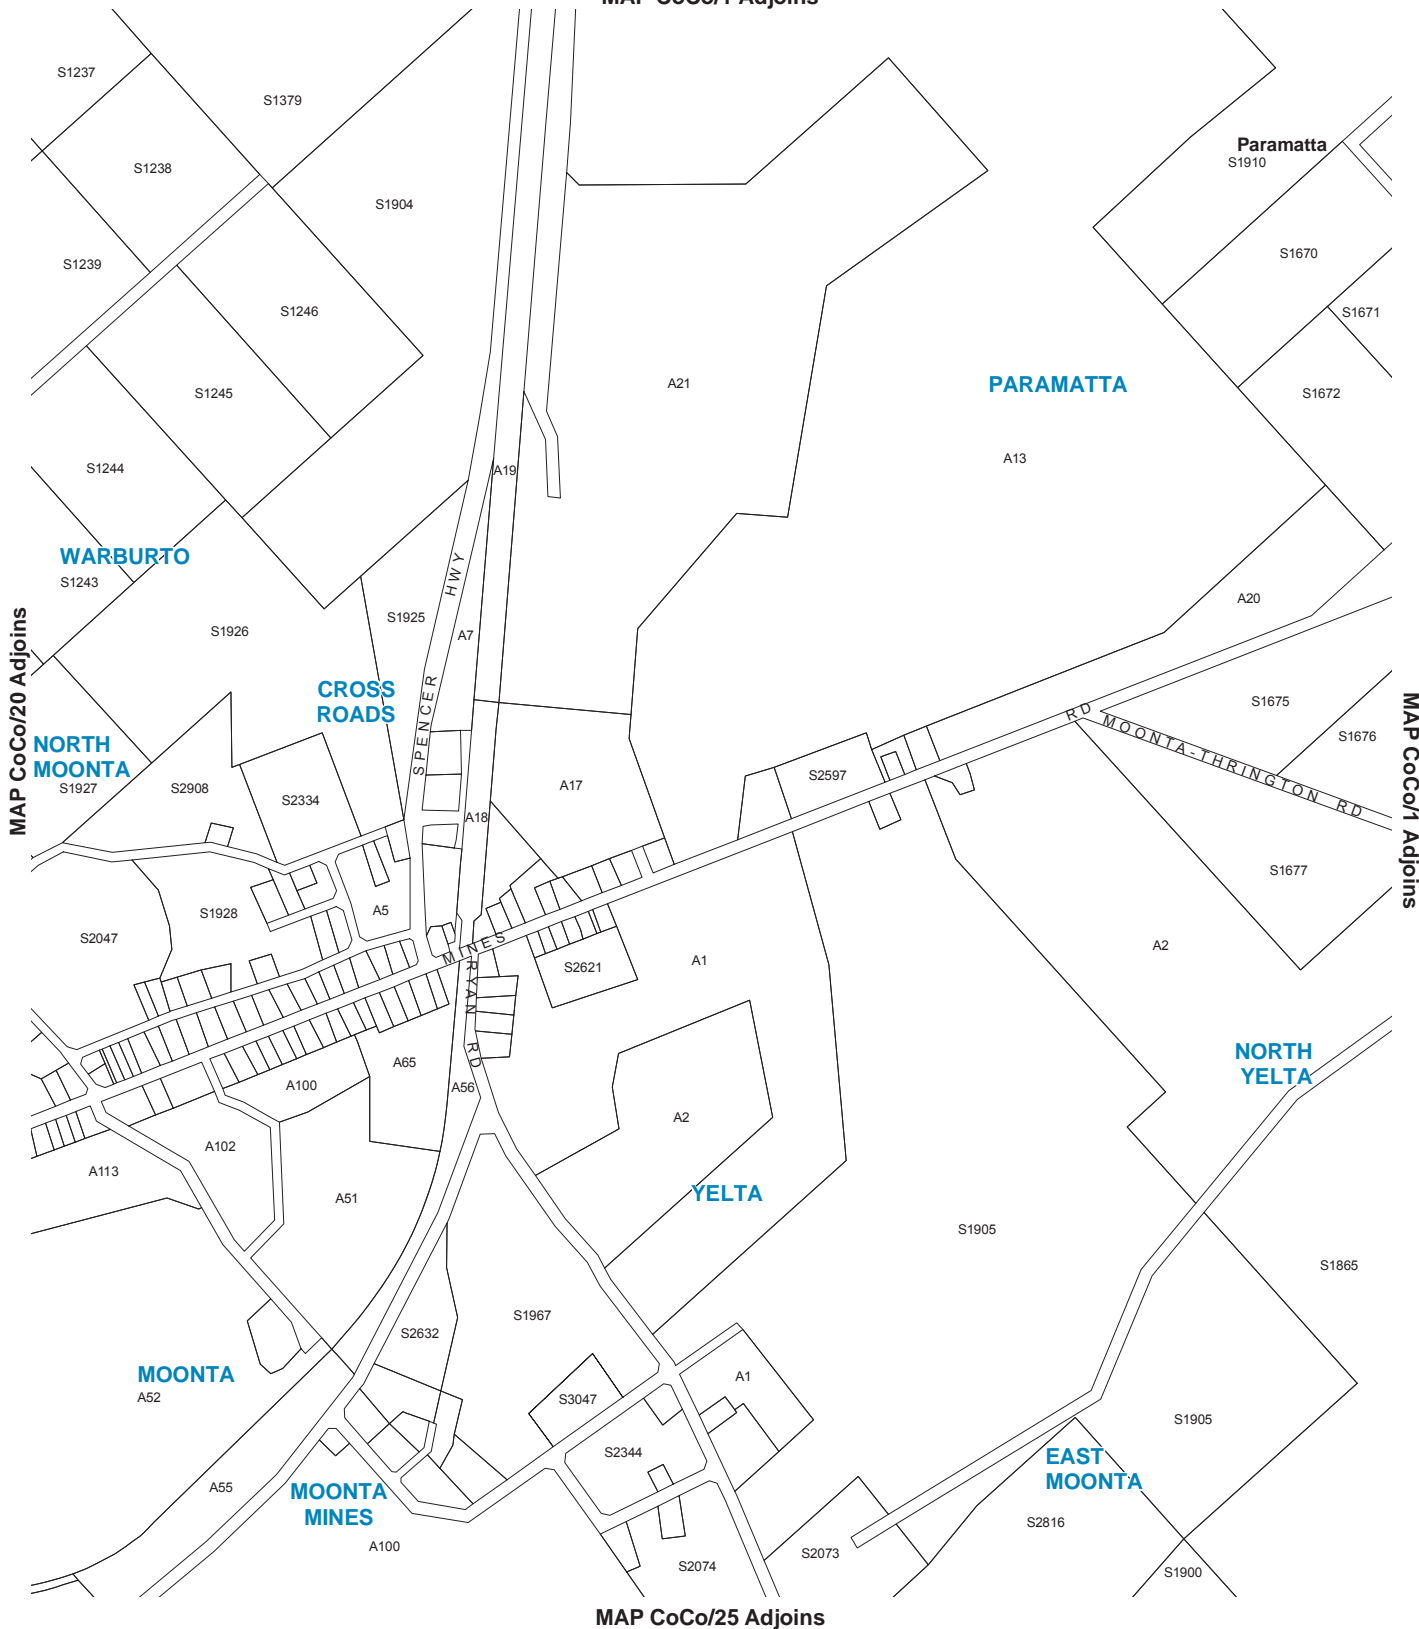 MAP CoCo/1 Adjoins
S1237
S1379
S1238
Paramatta
S1910
S1904
S1239
S1670
S1246
S1671
A21
PARAMATTA
S1245
S1672
A13
S1244
A19
WARBURTO
S1243
HWY
A20
S1925
S1926
A7
MAP CoCo/20 Adjoins
CROSS
ROADS
SPENCER
S1675
RD
MOONTA-THRINGTON RD
S1676
MAP CoCo/1 Adjoins
NORTH
MOONTA
S1927
S2908
S2334
A17
S2597
A18
S1677
A5
S1928
S2047
MINES
A2
A1
S2621
RYAN RD
NORTH
YELTA
A65
A100
A56
A2
A102
A113
A51
YELTA
S1905
S1865
S1967
S2632
MOONTA
A52
A1
S3047
S1905
S2344
EAST
MOONTA
A55
MOONTA
MINES
S2816
A100
S2073
S2074
S1900
MAP CoCo/25 Adjoins